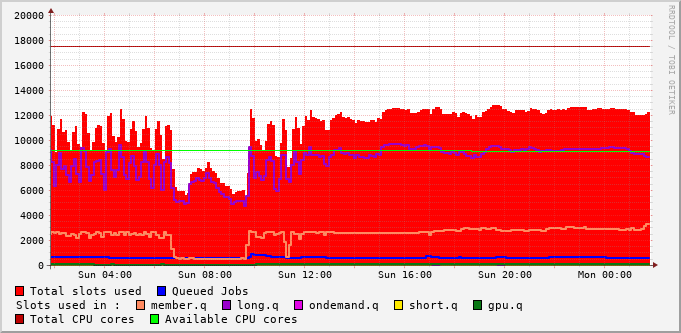 RRDTOOL / TOBI OETIKER
20000
18000
16000
14000
12000
10000
8000
6000
4000
2000
0
Sun 04:00 Sun 08:00 Sun 12:00 Sun 16:00 Sun 20:00 Mon 00:00
Total slots used Queued Jobs
Slots used in : member.q long.q ondemand.q short.q gpu.q
Total CPU cores Available CPU cores